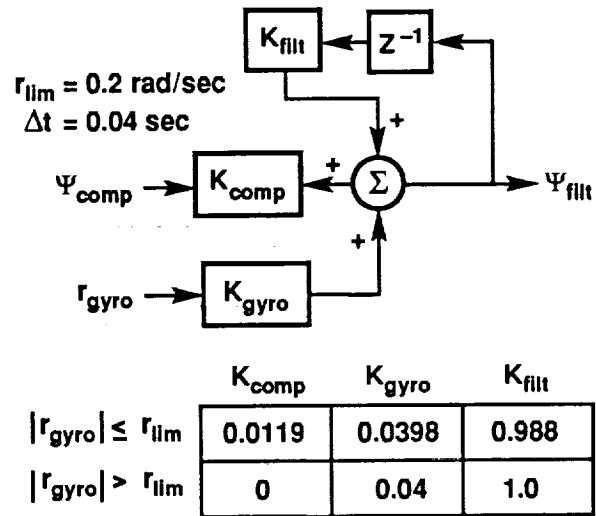 K_filt
Z⁻¹
r_lim = 0.2 rad/sec
Δt = 0.04 sec
+
Ψ_comp
K_comp
+
Σ
Ψ_filt
+
r_gyro
K_gyro
K_comp K_gyro K_filt
|r_gyro| ≤ r_lim 0.0119 0.0398 0.988
|r_gyro| > r_lim 0 0.04 1.0